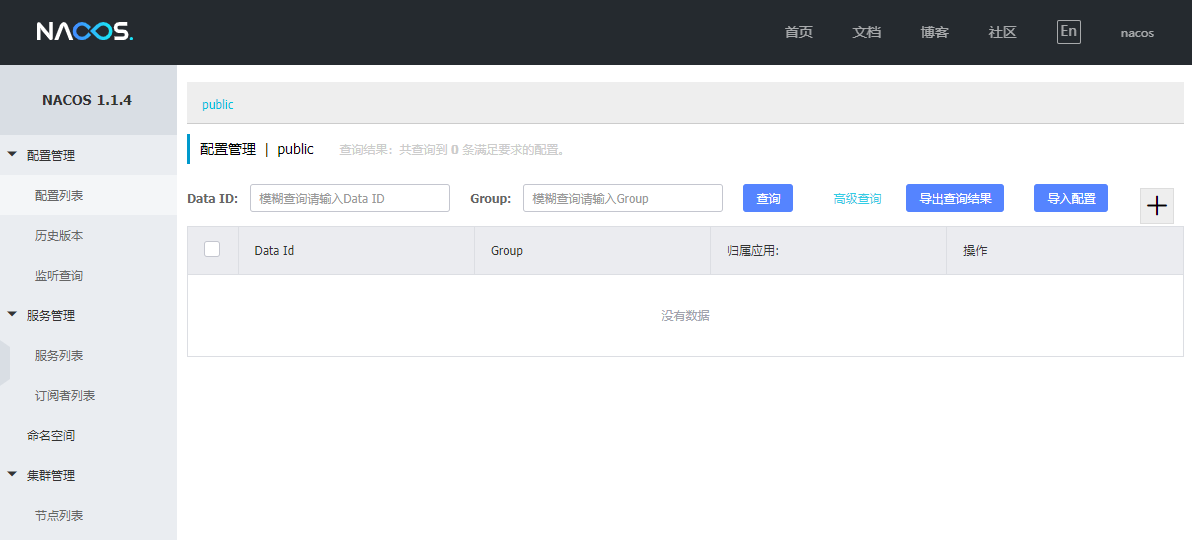 NACOS.
首页 文档 博客 社区 En nacos
NACOS 1.1.4
配置管理
配置列表
历史版本
监听查询
服务管理
服务列表
订阅者列表
命名空间
集群管理
节点列表
public
配置管理 | public 查询结果：共查询到 0 条满足要求的配置。
Data ID: 模糊查询请输入Data ID Group: 模糊查询请输入Group 查询 高级查询 导出查询结果 导入配置
Data Id Group 归属应用: 操作
没有数据